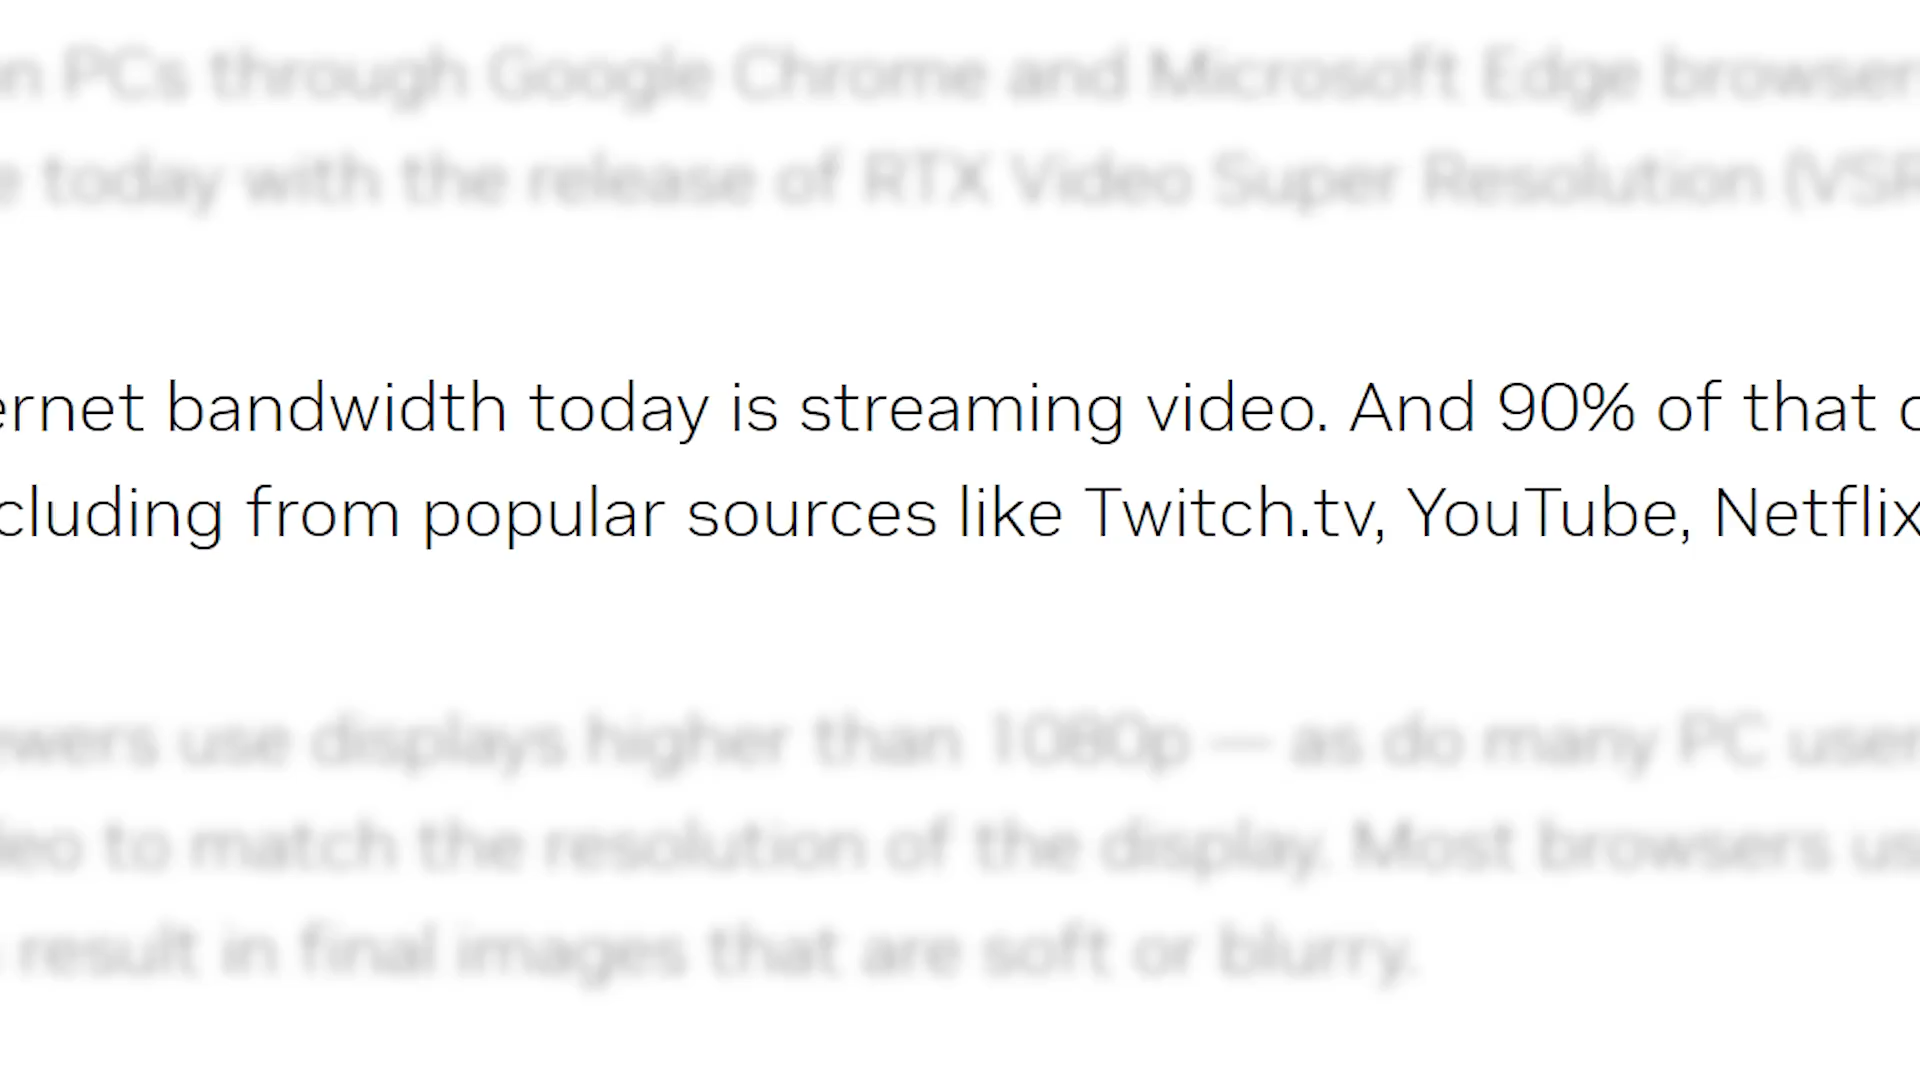 n PCs through Google Chrome and Microsoft Edge browser
e today with the release of RTX Video Super Resolution (VSR
ernet bandwidth today is streaming video. And 90% of that c
cluding from popular sources like Twitch.tv, YouTube, Netflix
ewers use displays higher than 1080p — as do many PC user
leo to match the resolution of the display. Most browsers us
result in final images that are soft or blurry.